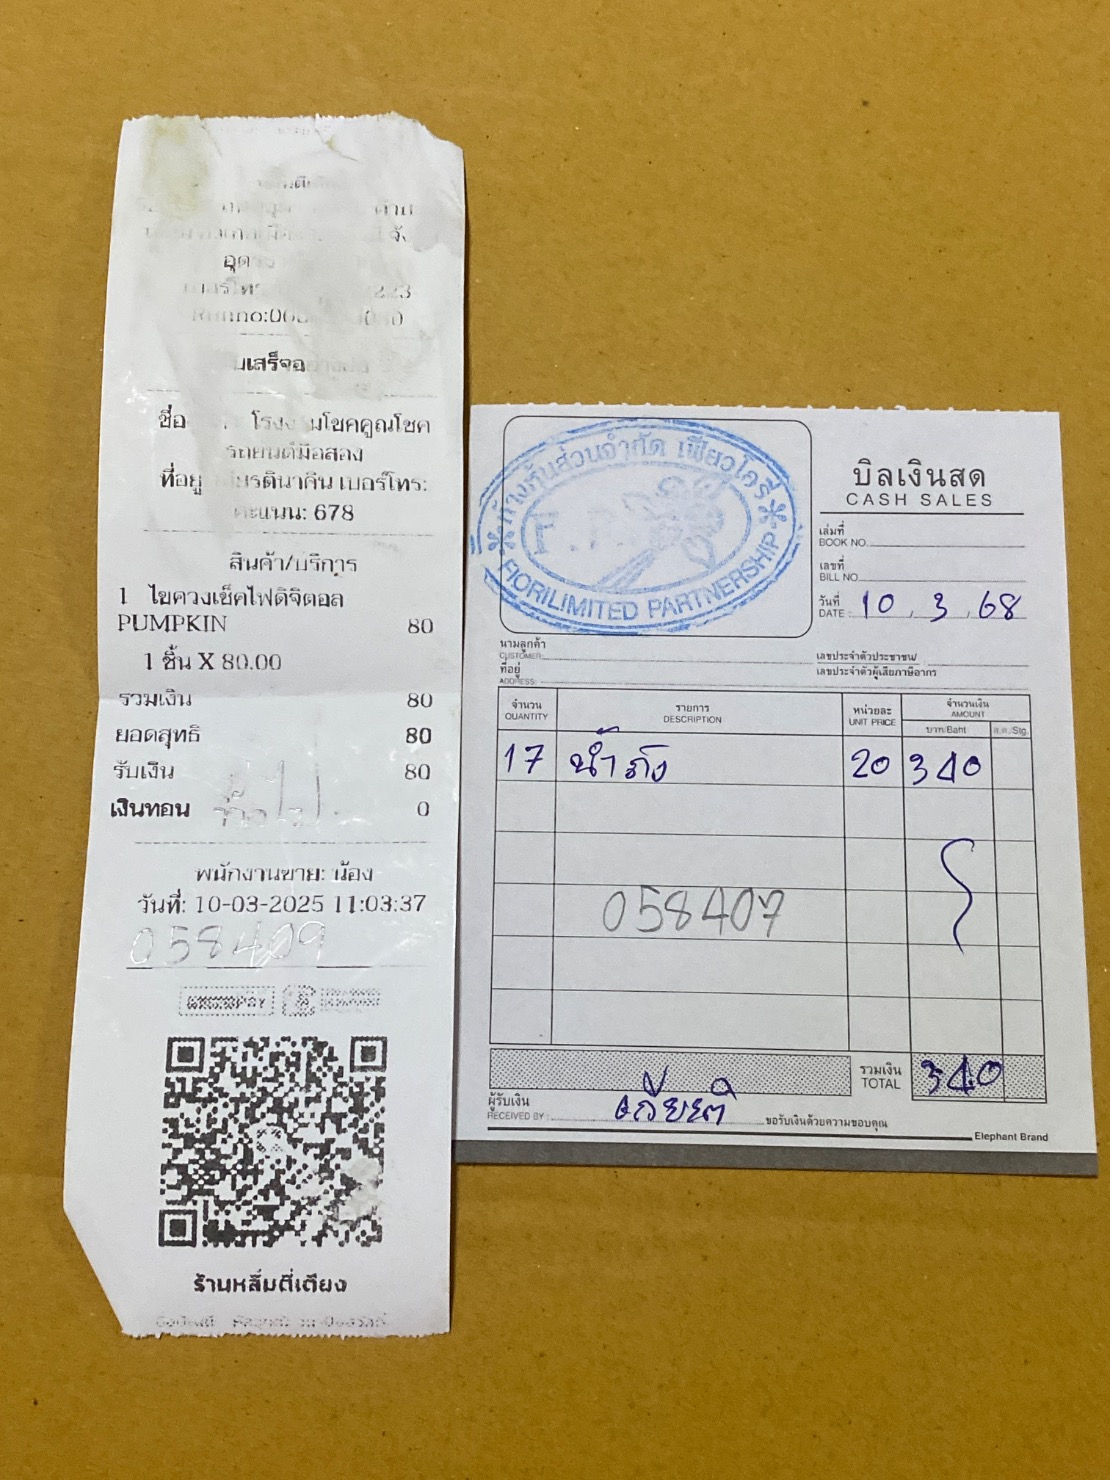 อุด
223
เสร็จ
ชื่อ โรง โชคคูณโชค
รถยนต์มือสอง
ที่อยู่ นาคิน เบอร์โทร:
คะแนน: 678
สินค้า/บริการ
1 ไขควงเช็คไฟดิจิตอล
PUMPKIN 80
1 ชิ้น X 80.00
รวมเงิน 80
ยอดสุทธิ 80
รับเงิน 80
เงินทอน 0
พนักงานขาย: น้อง
วันที่: 10-03-2025 11:03:37
058409
ร้านหลิ่มตี่เตียง
ห้างหุ้นส่วนจำกัด เฟียวโอรี่
FIORILIMITED PARTNERSHIP
บิลเงินสด
CASH SALES
เล่มที่
BOOK NO.
เลขที่
BILL NO.
วันที่
DATE: 10 . 3 . 68
นามลูกค้า
CUSTOMER:
เลขประจำตัวประชาชน/
เลขประจำตัวผู้เสียภาษีอากร
ที่อยู่
ADDRESS:
จำนวน รายการ หน่วยละ จำนวนเงิน
QUANTITY DESCRIPTION UNIT PRICE AMOUNT
บาท/Baht ส.ต./Stg.
17 น้ำถัง 20 340
058407
รวมเงิน
TOTAL 340
ผู้รับเงิน
RECEIVED BY: ขอรับเงินด้วยความขอบคุณ
Elephant Brand